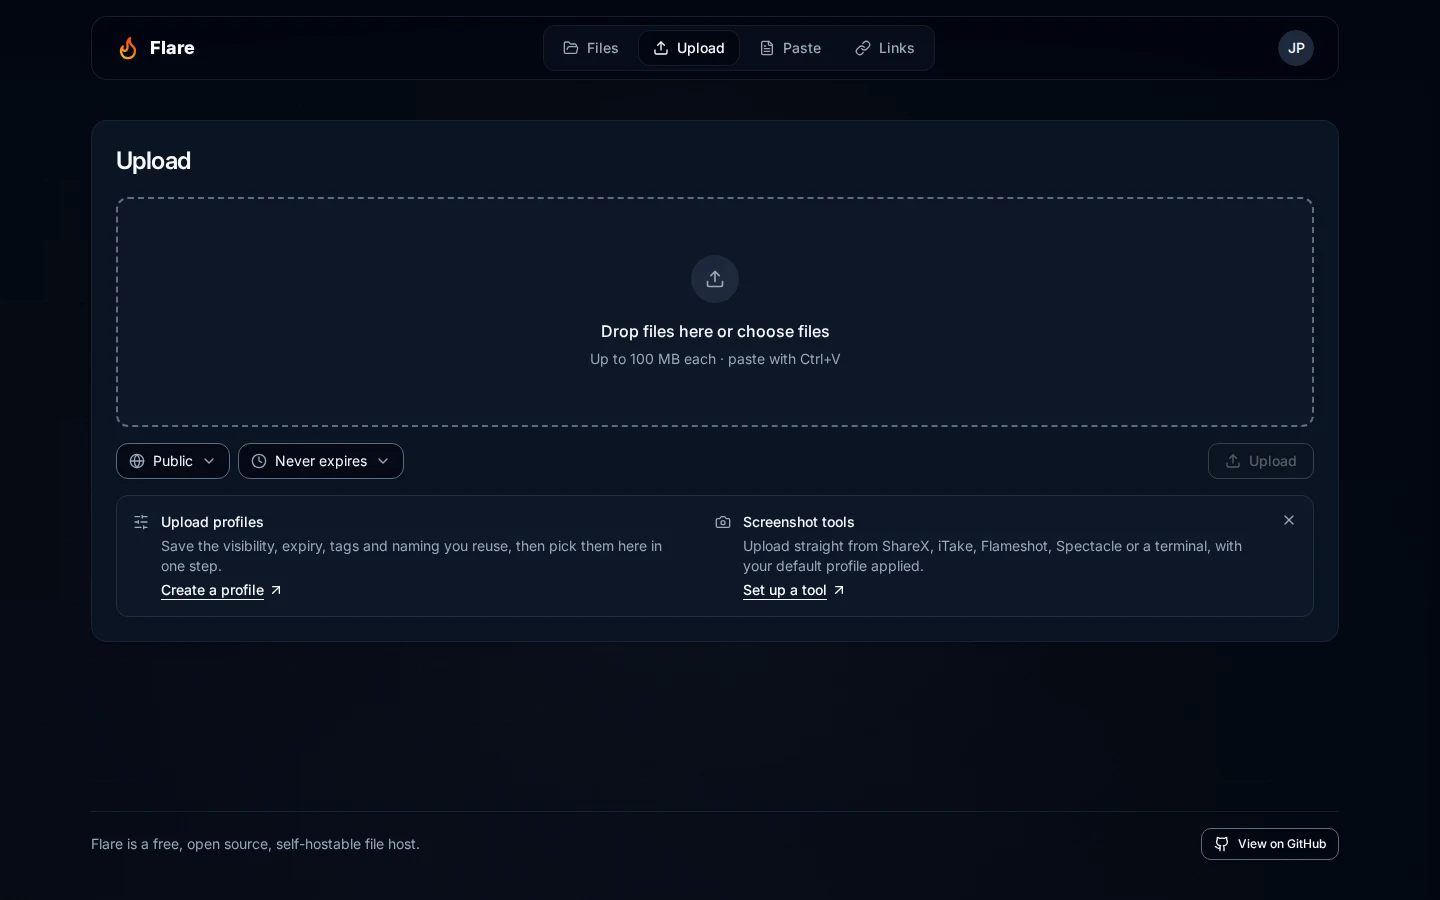 Flare
Files
Upload
Paste
Links
JP
Upload
Drop files here or choose files
Up to 100 MB each · paste with Ctrl+V
Public
Never expires
Upload
Upload profiles
Save the visibility, expiry, tags and naming you reuse, then pick them here in
one step.
Create a profile
Screenshot tools
Upload straight from ShareX, iTake, Flameshot, Spectacle or a terminal, with
your default profile applied.
Set up a tool
Flare is a free, open source, self-hostable file host.
View on GitHub